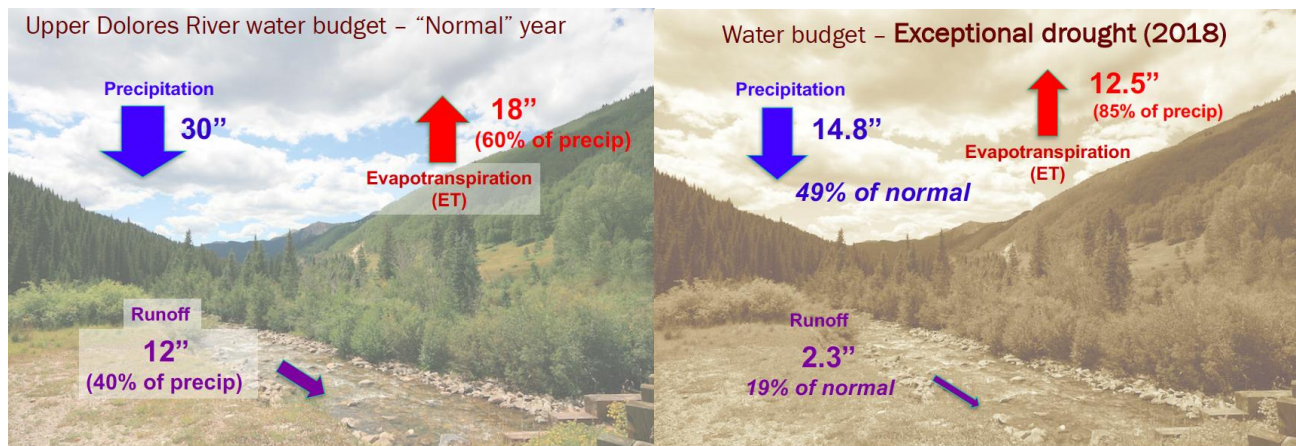 Upper Dolores River water budget – “Normal” year
Precipitation
30”
18”
(60% of precip)
Evapotranspiration
(ET)
Runoff
12”
(40% of precip)
Water budget – Exceptional drought (2018)
Precipitation
14.8”
49% of normal
12.5”
(85% of precip)
Evapotranspiration
(ET)
Runoff
2.3”
19% of normal